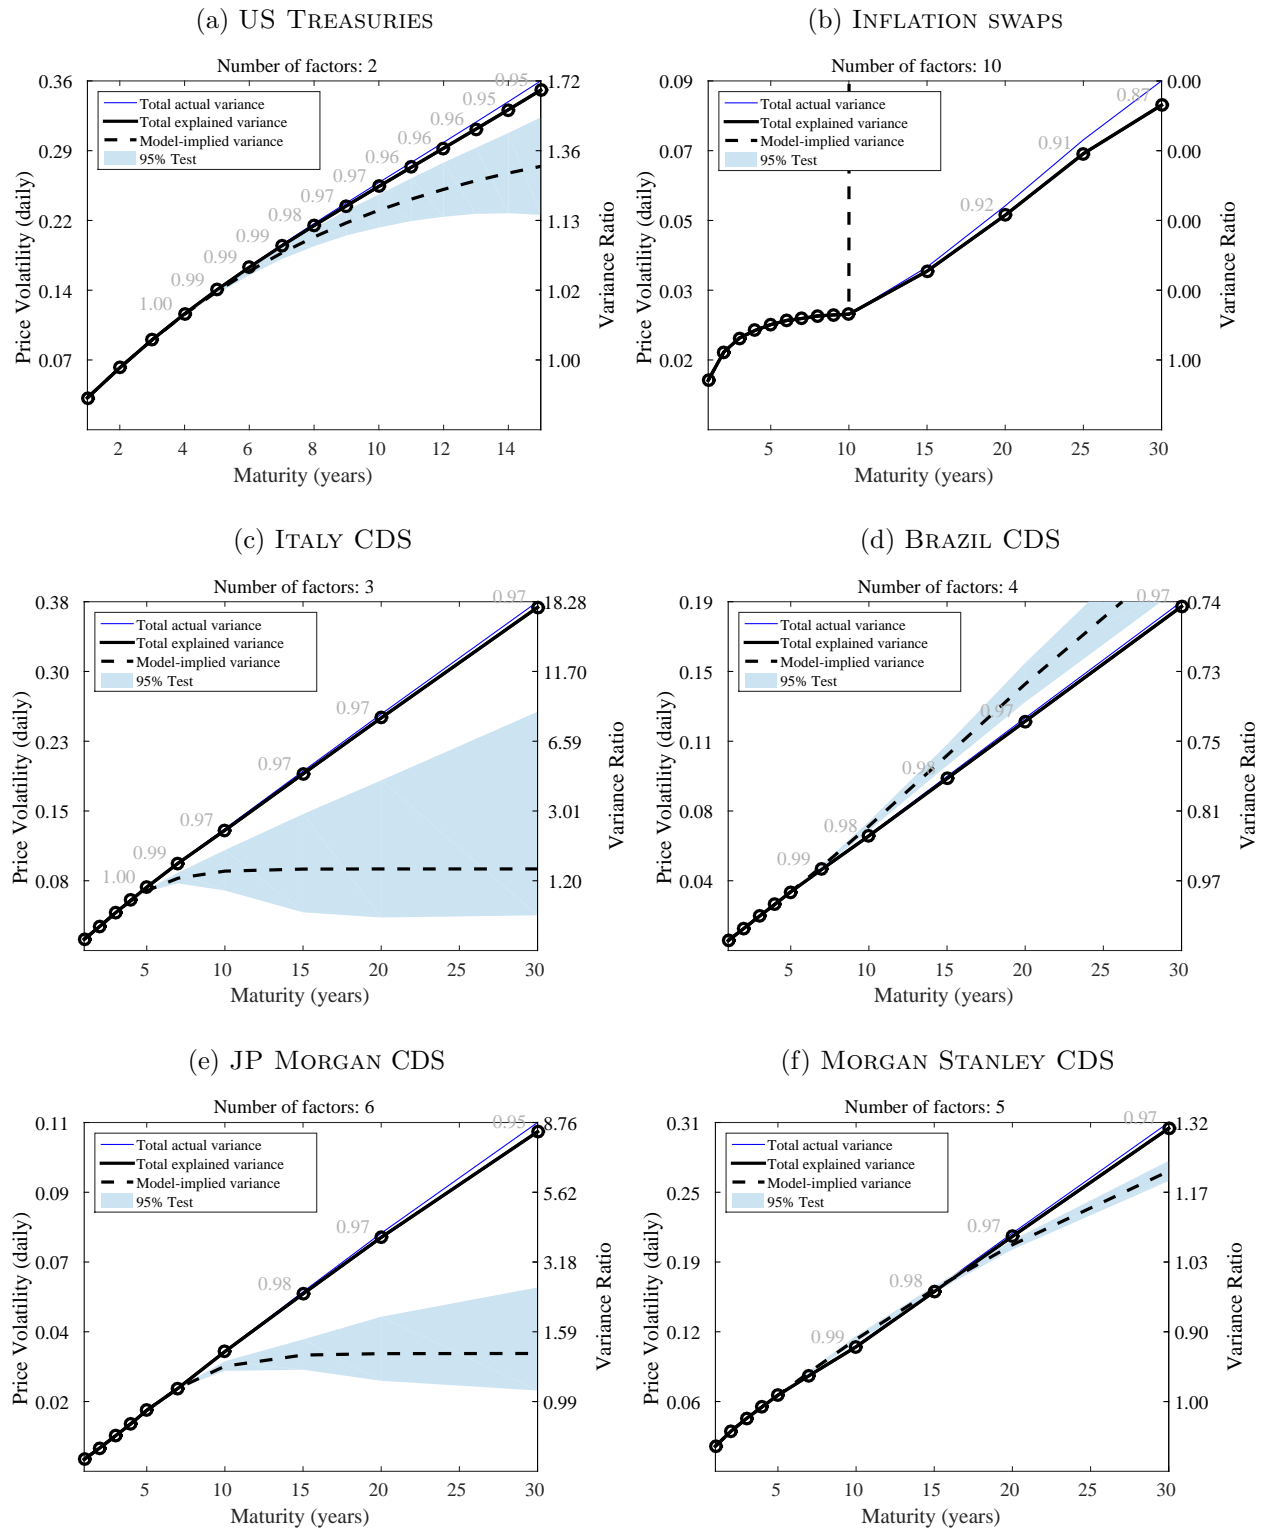 (a) US Treasuries
Number of factors: 2
Total actual variance
Total explained variance
Model-implied variance
95% Test
Price Volatility (daily)
0.36
0.29
0.22
0.14
0.07
1.00
0.99
0.99
0.99
0.98
0.97
0.97
0.96
0.96
0.96
0.95
0.95
1.72
1.36
1.13
1.02
1.00
Variance Ratio
2 4 6 8 10 12 14
Maturity (years)
(b) Inflation swaps
Number of factors: 10
Total actual variance
Total explained variance
Model-implied variance
95% Test
Price Volatility (daily)
0.09
0.07
0.05
0.03
0.02
0.92
0.91
0.87
0.00
0.00
0.00
0.00
1.00
Variance Ratio
5 10 15 20 25 30
Maturity (years)
(c) Italy CDS
Number of factors: 3
Total actual variance
Total explained variance
Model-implied variance
95% Test
Price Volatility (daily)
0.38
0.30
0.23
0.15
0.08
1.00
0.99
0.97
0.97
0.97
0.97
18.28
11.70
6.59
3.01
1.20
Variance Ratio
5 10 15 20 25 30
Maturity (years)
(d) Brazil CDS
Number of factors: 4
Total actual variance
Total explained variance
Model-implied variance
95% Test
Price Volatility (daily)
0.19
0.15
0.11
0.08
0.04
0.99
0.98
0.98
0.97
0.97
0.74
0.73
0.75
0.81
0.97
Variance Ratio
5 10 15 20 25 30
Maturity (years)
(e) JP Morgan CDS
Number of factors: 6
Total actual variance
Total explained variance
Model-implied variance
95% Test
Price Volatility (daily)
0.11
0.09
0.07
0.04
0.02
0.98
0.97
0.95
8.76
5.62
3.18
1.59
0.99
Variance Ratio
5 10 15 20 25 30
Maturity (years)
(f) Morgan Stanley CDS
Number of factors: 5
Total actual variance
Total explained variance
Model-implied variance
95% Test
Price Volatility (daily)
0.31
0.25
0.19
0.12
0.06
0.99
0.98
0.97
0.97
1.32
1.17
1.03
0.90
1.00
Variance Ratio
5 10 15 20 25 30
Maturity (years)